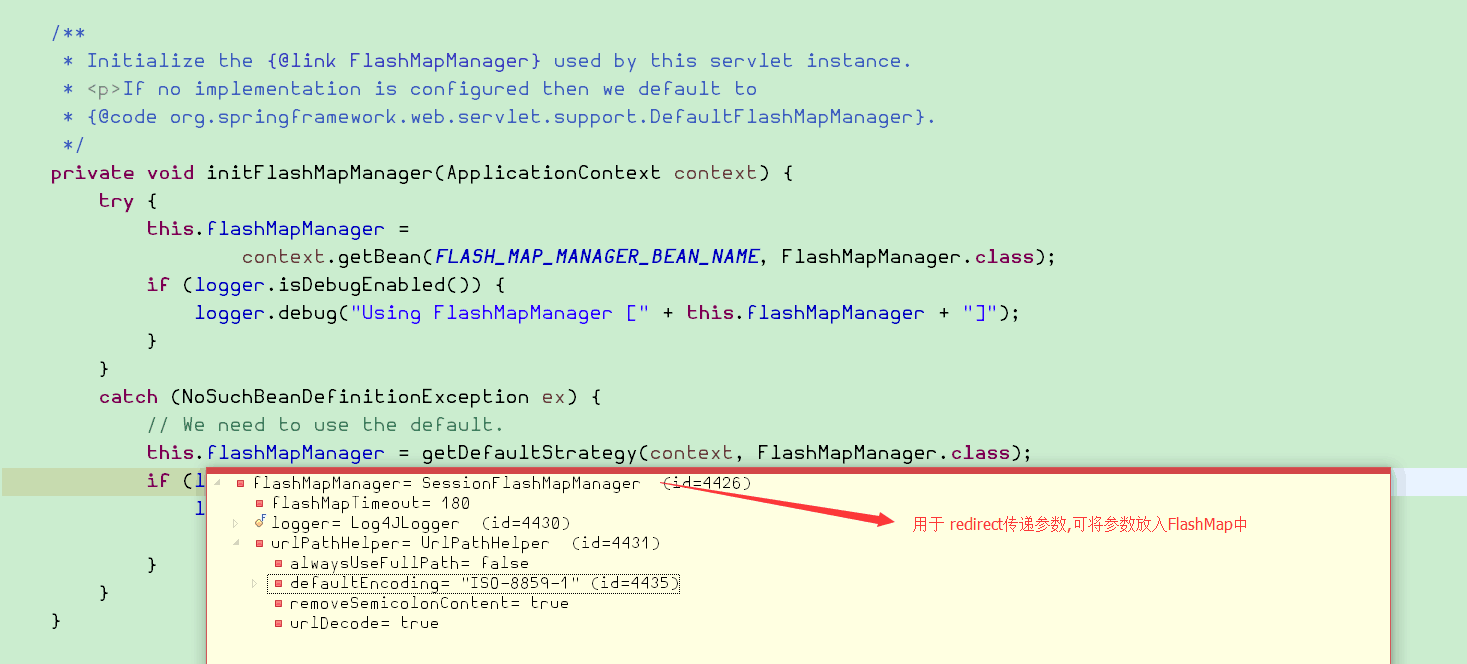 /**
 * Initialize the {@link FlashMapManager} used by this servlet instance.
 * <p>If no implementation is configured then we default to
 * {@code org.springframework.web.servlet.support.DefaultFlashMapManager}.
 */
private void initFlashMapManager(ApplicationContext context) {
    try {
        this.flashMapManager =
                context.getBean(FLASH_MAP_MANAGER_BEAN_NAME, FlashMapManager.class);
        if (logger.isDebugEnabled()) {
            logger.debug("Using FlashMapManager [" + this.flashMapManager + "]");
        }
    }
    catch (NoSuchBeanDefinitionException ex) {
        // We need to use the default.
        this.flashMapManager = getDefaultStrategy(context, FlashMapManager.class);
        if (l
flashMapManager= SessionFlashMapManager (id=4426)
flashMapTimeout= 180
            l
F logger= Log4JLogger (id=4430)
用于 redirect传递参数,可将参数放入FlashMap中
urlPathHelper= UrlPathHelper (id=4431)
alwaysUseFullPath= false
        }
defaultEncoding= "ISO-8859-1" (id=4435)
    }
removeSemicolonContent= true
}
urlDecode= true